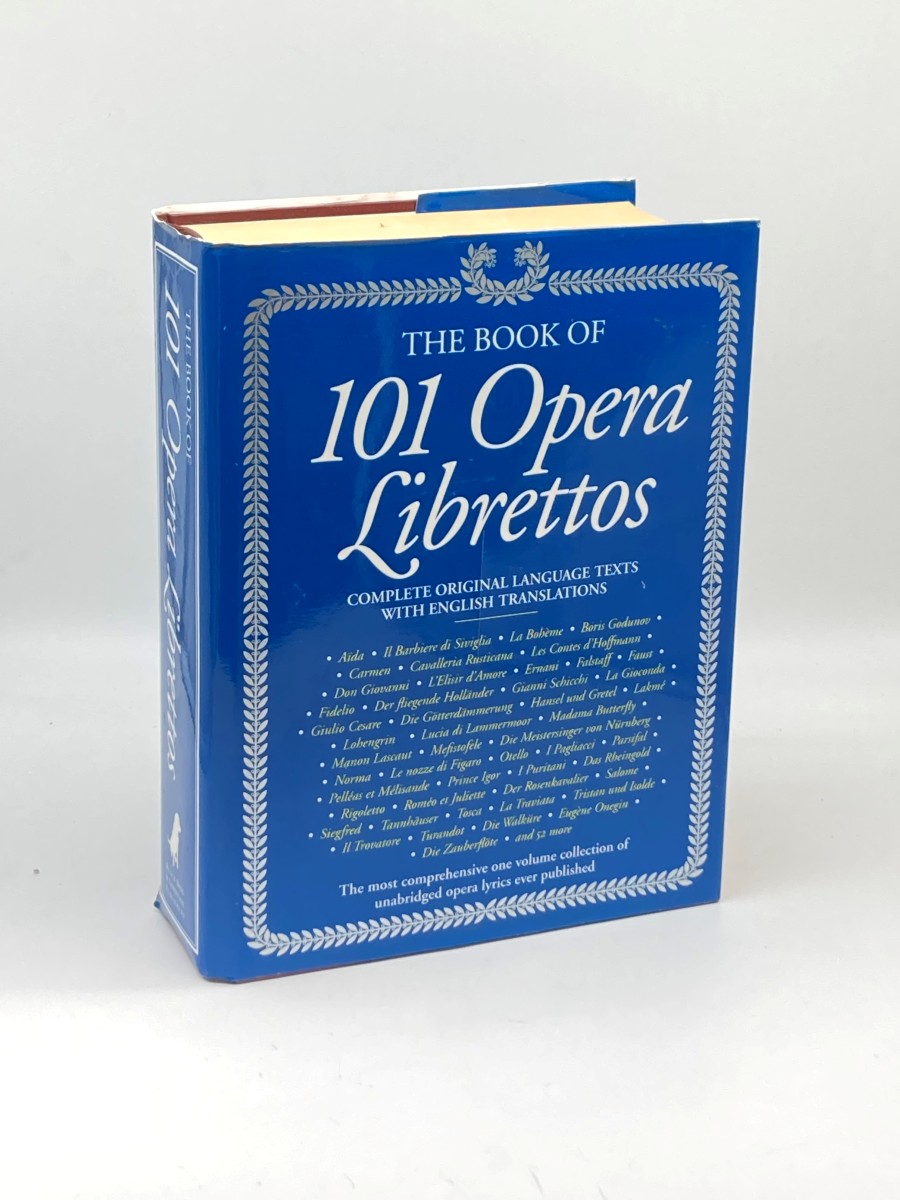 THE BOOK OF
101 Opera Librettos
THE BOOK OF
101 Opera
Librettos
COMPLETE ORIGINAL LANGUAGE TEXTS
WITH ENGLISH TRANSLATIONS
• Aïda • Il Barbiere di Siviglia • La Bohème • Boris Godunov •
• Carmen • Cavalleria Rusticana • Les Contes d'Hoffmann •
• Don Giovanni • L'Elisir d'Amore • Ernani • Falstaff • Faust •
Fidelio • Der fliegende Holländer • Gianni Schicchi • La Gioconda •
• Giulio Cesare • Die Götterdämmerung • Hansel und Gretel • Lakmé •
• Lohengrin • Lucia di Lammermoor • Madama Butterfly
• Manon Lascaut • Mefistofele • Die Meistersinger von Nürnberg •
• Norma • Le nozze di Figaro • Otello • I Pagliacci • Parsifal •
• Pelléas et Mélisande • Prince Igor • I Puritani • Das Rheingold •
• Rigoletto • Roméo et Juliette • Der Rosenkavalier • Salome •
Siegfred • Tannhäuser • Tosca • La Traviata • Tristan und Isolde
• Il Trovatore • Turandot • Die Walküre • Eugène Onegin •
• Die Zauberflöte • and 52 more
The most comprehensive one volume collection of
unabridged opera lyrics ever published